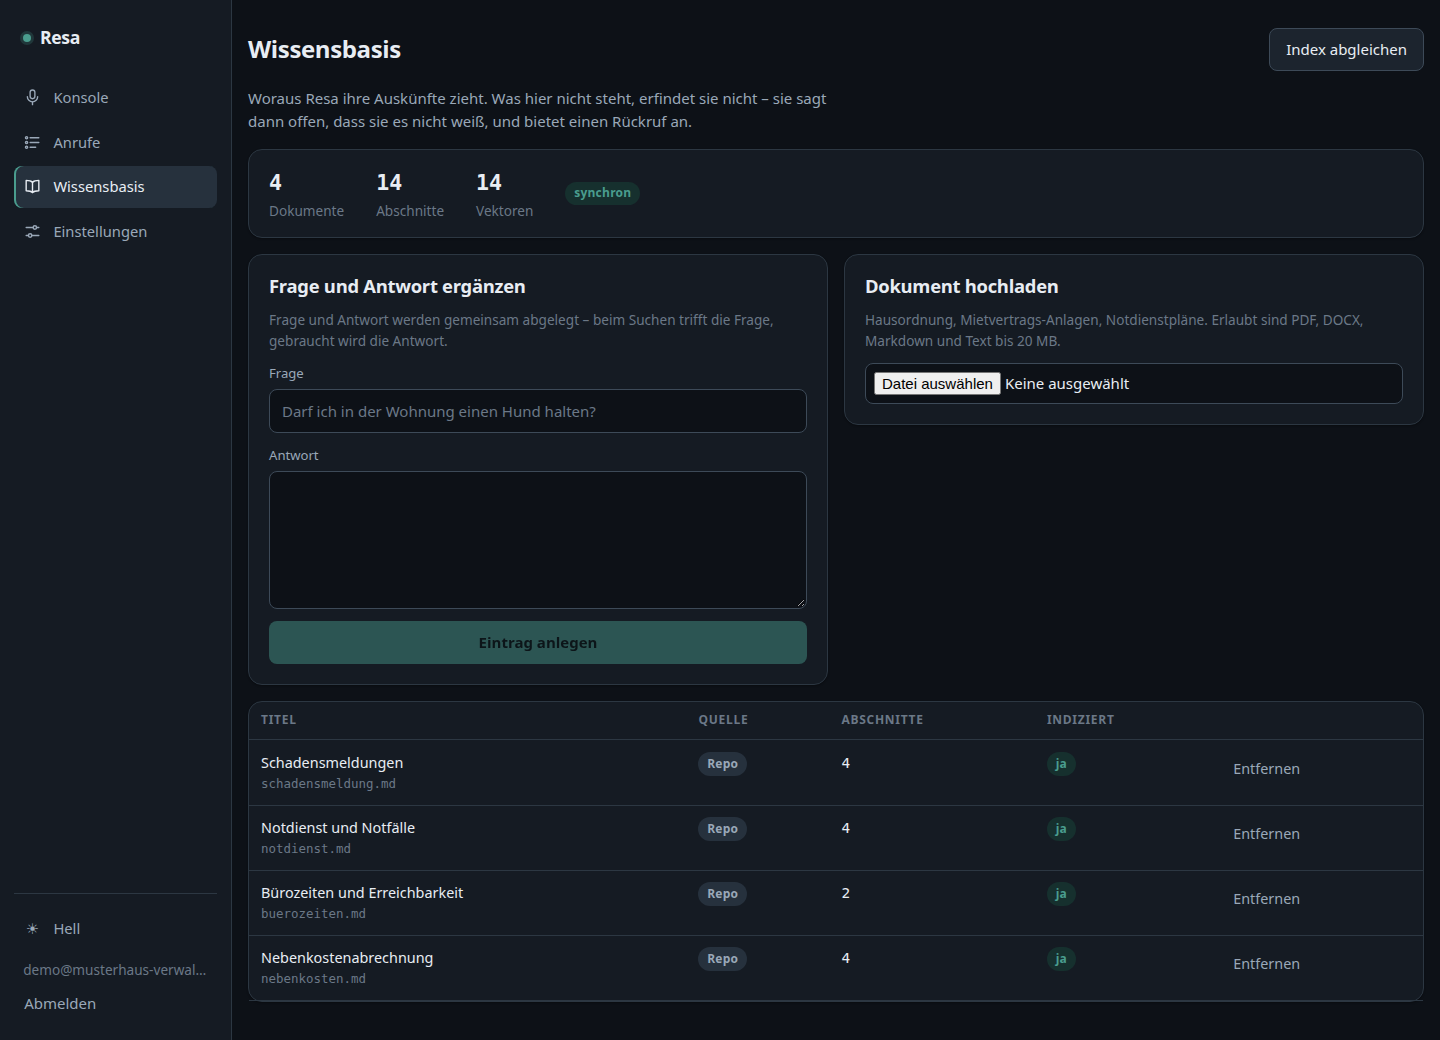 Resa
Konsole
Anrufe
Wissensbasis
Einstellungen
☀ Hell
demo@musterhaus-verwal...
Abmelden
Wissensbasis
Index abgleichen
Woraus Resa ihre Auskünfte zieht. Was hier nicht steht, erfindet sie nicht – sie sagt
dann offen, dass sie es nicht weiß, und bietet einen Rückruf an.
4 14 14 synchron
Dokumente Abschnitte Vektoren
Frage und Antwort ergänzen
Frage und Antwort werden gemeinsam abgelegt – beim Suchen trifft die Frage,
gebraucht wird die Antwort.
Frage
Darf ich in der Wohnung einen Hund halten?
Antwort
Eintrag anlegen
Dokument hochladen
Hausordnung, Mietvertrags-Anlagen, Notdienstpläne. Erlaubt sind PDF, DOCX,
Markdown und Text bis 20 MB.
Datei auswählen Keine ausgewählt
TITEL QUELLE ABSCHNITTE INDIZIERT
Schadensmeldungen Repo 4 ja Entfernen
schadensmeldung.md
Notdienst und Notfälle Repo 4 ja Entfernen
notdienst.md
Bürozeiten und Erreichbarkeit Repo 2 ja Entfernen
buerozeiten.md
Nebenkostenabrechnung Repo 4 ja Entfernen
nebenkosten.md